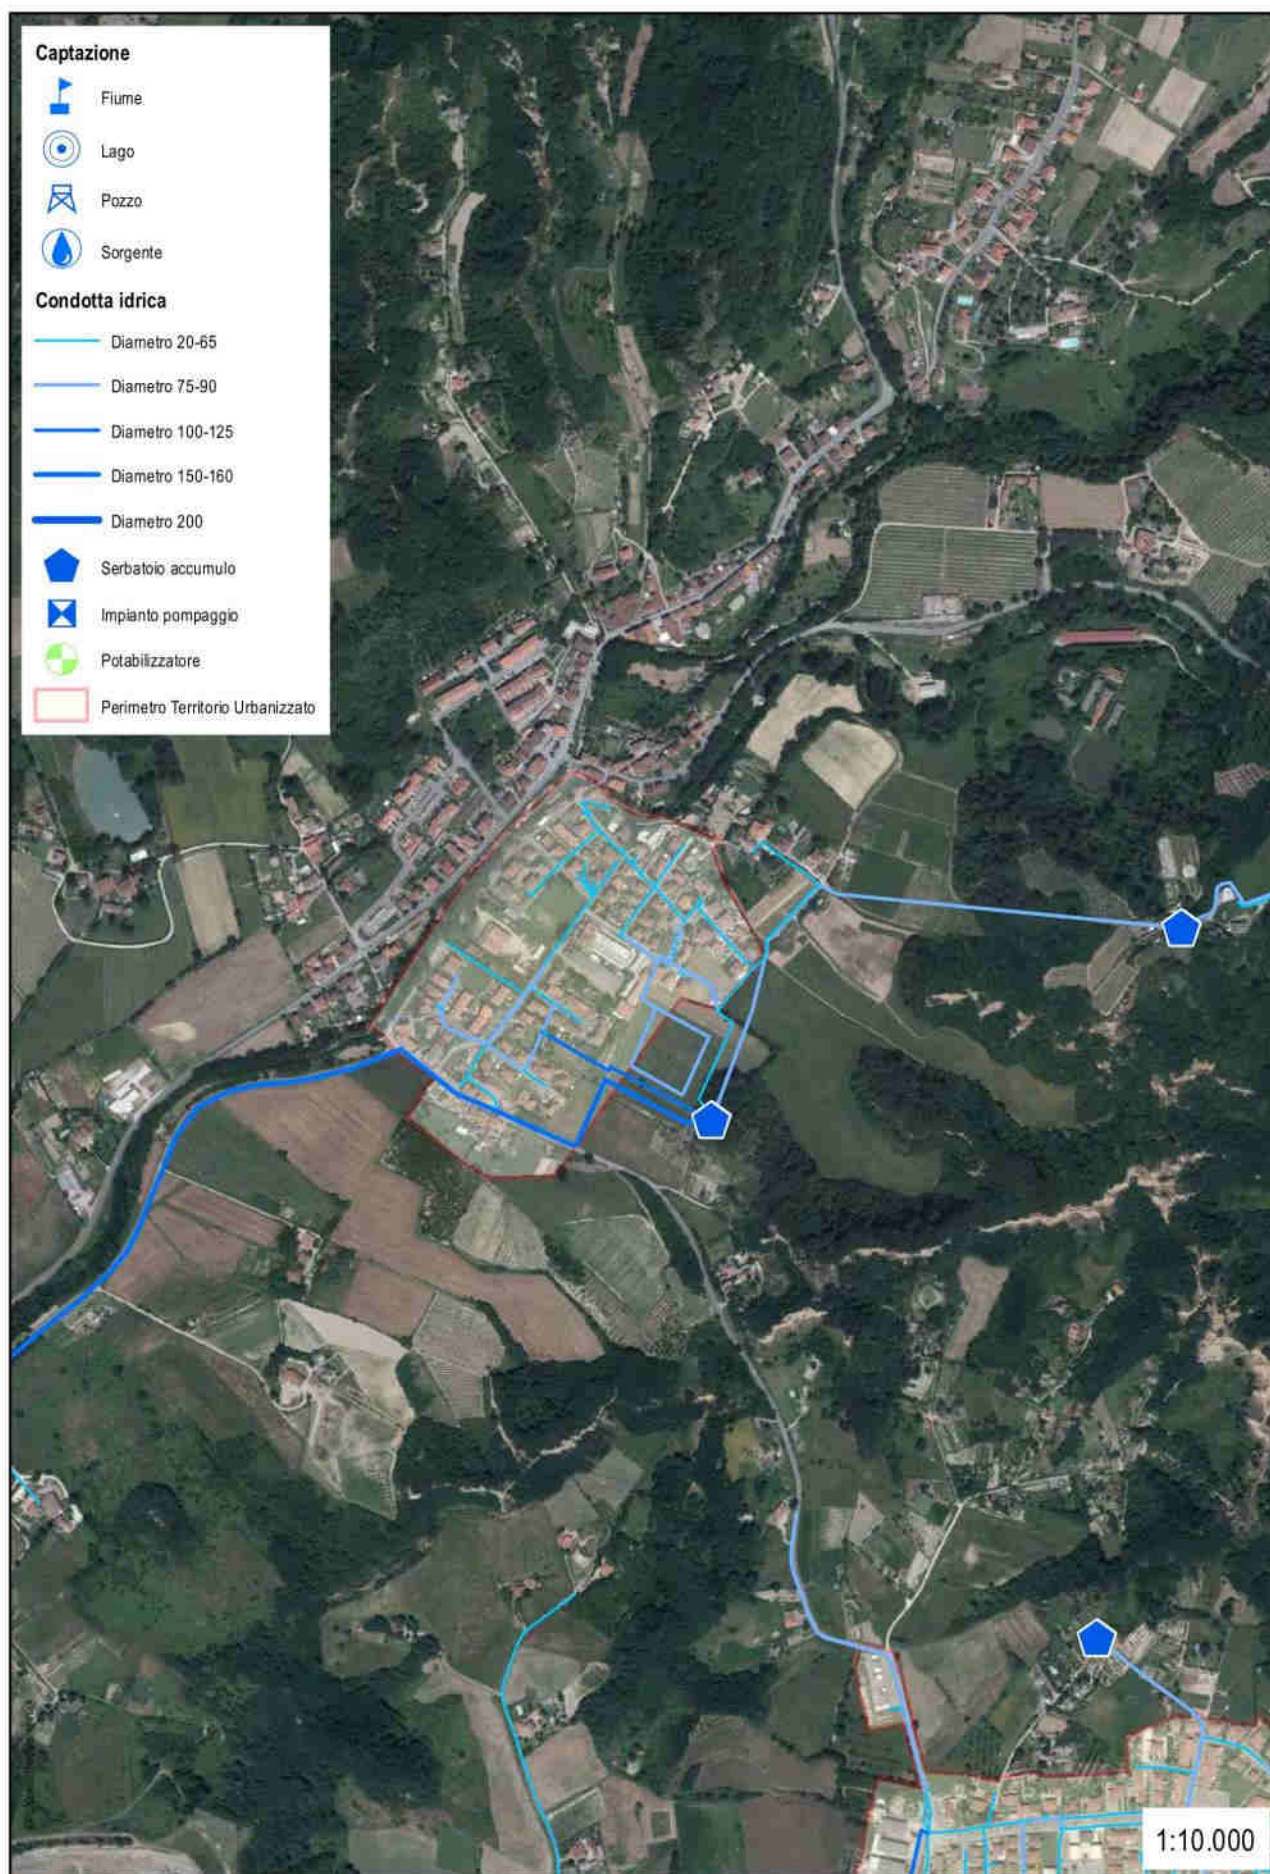 Captazione
Fiume
Lago
Pozzo
Sorgente
Condotta idrica
Diametro 20-65
Diametro 75-90
Diametro 100-125
Diametro 150-160
Diametro 200
Serbatoio accumulo
Impianto pompaggio
Potabilizzatore
Perimetro Territorio Urbanizzato
1:10.000